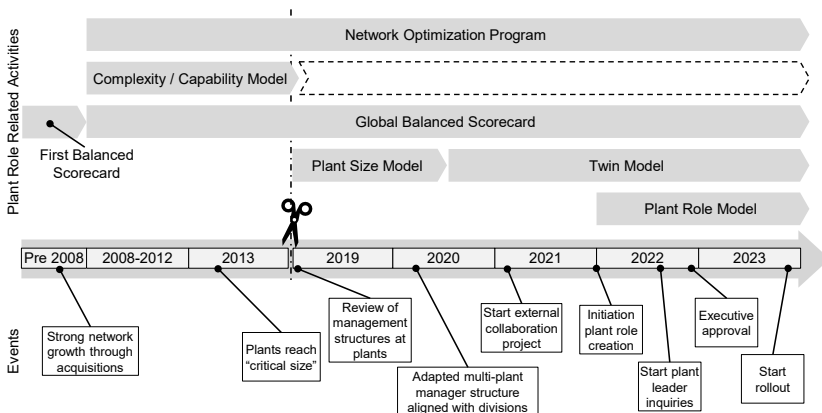 Plant Role Related Activities
Network Optimization Program
Complexity / Capability Model
Global Balanced Scorecard
First Balanced
Scorecard
Plant Size Model
Twin Model
Plant Role Model
Pre 2008
2008-2012
2013
2019
2020
2021
2022
2023
Events
Strong network
growth through
acquisitions
Plants reach
“critical size”
Review of
management
structures at
plants
Adapted multi-plant
manager structure
aligned with divisions
Start external
collaboration
project
Initiation
plant role
creation
Start plant
leader
inquiries
Executive
approval
Start
rollout